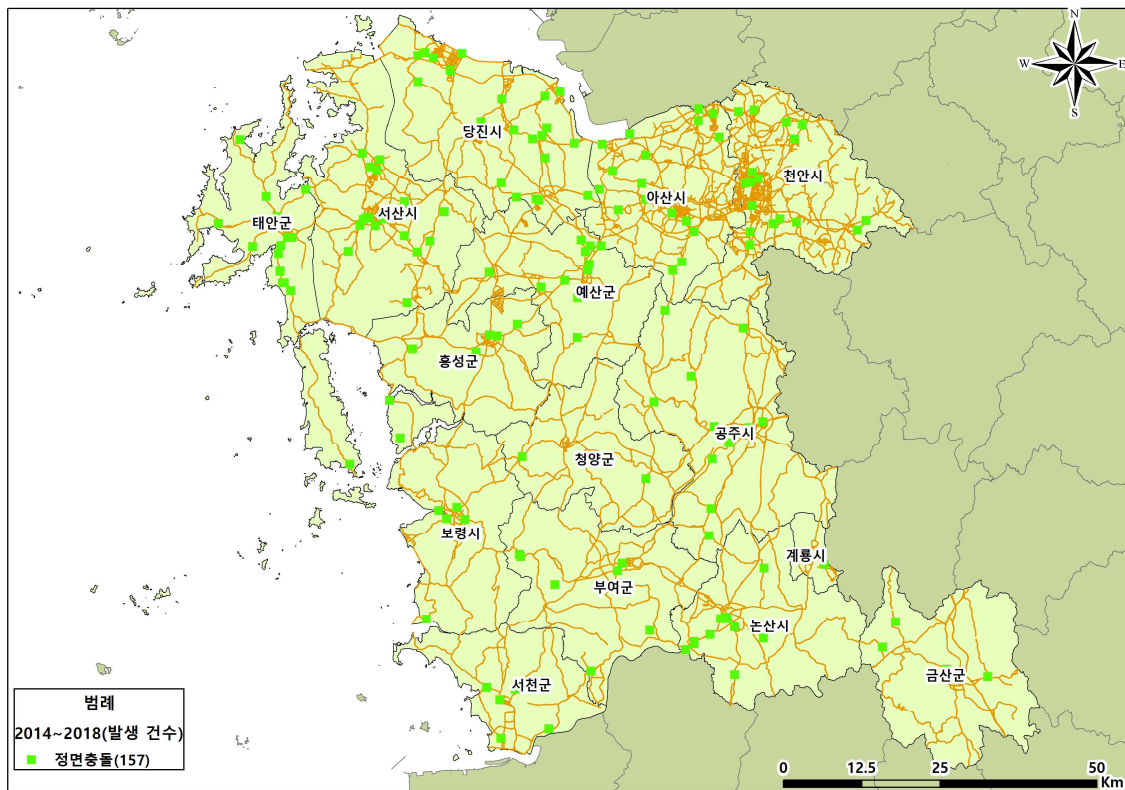 N
W
E
S
당진시
천안시
아산시
서산시
태안군
예산군
홍성군
공주시
청양군
보령시
계룡시
부여군
논산시
금산군
서천군
범례
2014~2018(발생 건수)
정면충돌(157)
0 12.5 25 50
Km